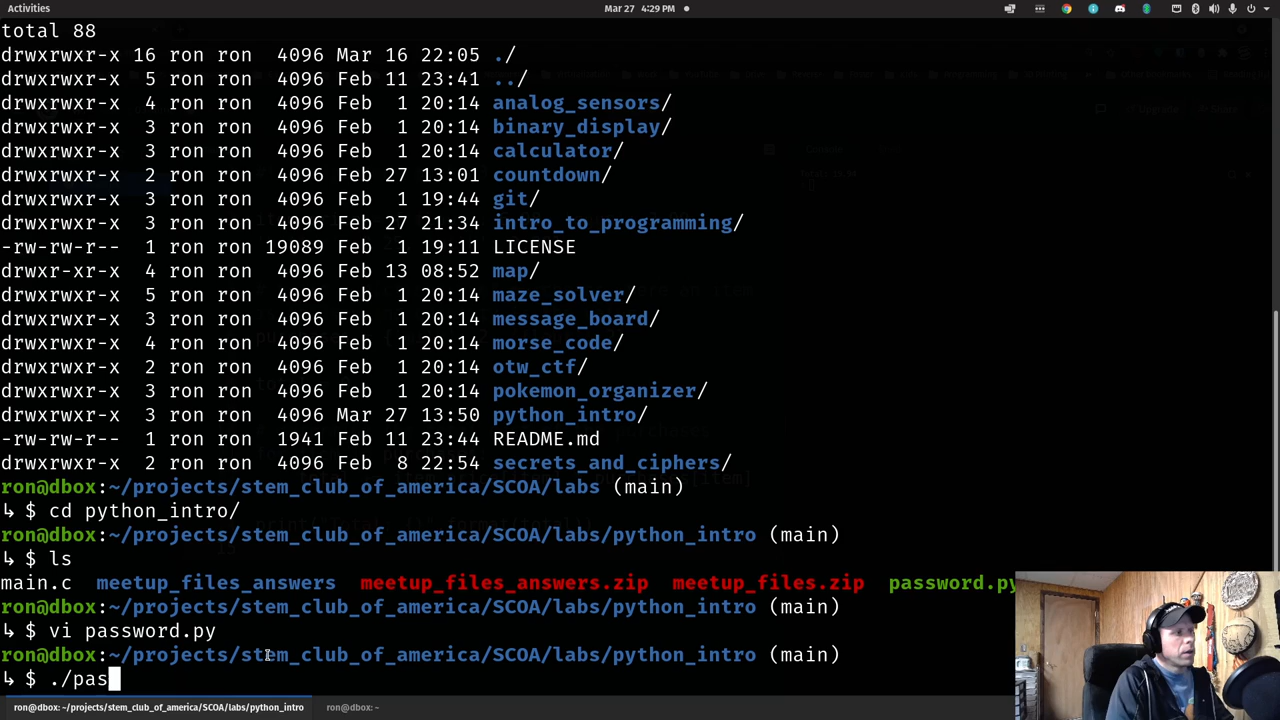 Activities
Mar 27 4:29 PM
total 88
drwxrwxr-x 16 ron ron 4096 Mar 16 22:05 ./
drwxrwxr-x 5 ron ron 4096 Feb 11 23:41 ../
drwxrwxr-x 4 ron ron 4096 Feb 1 20:14 analog_sensors/
drwxrwxr-x 3 ron ron 4096 Feb 1 20:14 binary_display/
drwxrwxr-x 3 ron ron 4096 Feb 1 20:14 calculator/
drwxrwxr-x 2 ron ron 4096 Feb 27 13:01 countdown/
drwxrwxr-x 3 ron ron 4096 Feb 1 19:44 git/
drwxrwxr-x 3 ron ron 4096 Feb 27 21:34 intro_to_programming/
-rw-rw-r-- 1 ron ron 19089 Feb 1 19:11 LICENSE
drwxr-xr-x 4 ron ron 4096 Feb 13 08:52 map/
drwxrwxr-x 5 ron ron 4096 Feb 1 20:14 maze_solver/
drwxrwxr-x 3 ron ron 4096 Feb 1 20:14 message_board/
drwxrwxr-x 4 ron ron 4096 Feb 1 20:14 morse_code/
drwxrwxr-x 2 ron ron 4096 Feb 1 20:14 otw_ctf/
drwxrwxr-x 3 ron ron 4096 Feb 1 20:14 pokemon_organizer/
drwxrwxr-x 3 ron ron 4096 Mar 27 13:50 python_intro/
-rw-rw-r-- 1 ron ron 1941 Feb 11 23:44 README.md
drwxrwxr-x 2 ron ron 4096 Feb 8 22:54 secrets_and_ciphers/
ron@dbox:~/projects/stem_club_of_america/SCOA/labs (main)
↳ $ cd python_intro/
ron@dbox:~/projects/stem_club_of_america/SCOA/labs/python_intro (main)
↳ $ ls
main.c meetup_files_answers meetup_files_answers.zip meetup_files.zip password.py
ron@dbox:~/projects/stem_club_of_america/SCOA/labs/python_intro (main)
↳ $ vi password.py
ron@dbox:~/projects/stem_club_of_america/SCOA/labs/python_intro (main)
↳ $ ./pas
ron@dbox: ~/projects/stem_club_of_america/SCOA/labs/python_intro
ron@dbox: ~